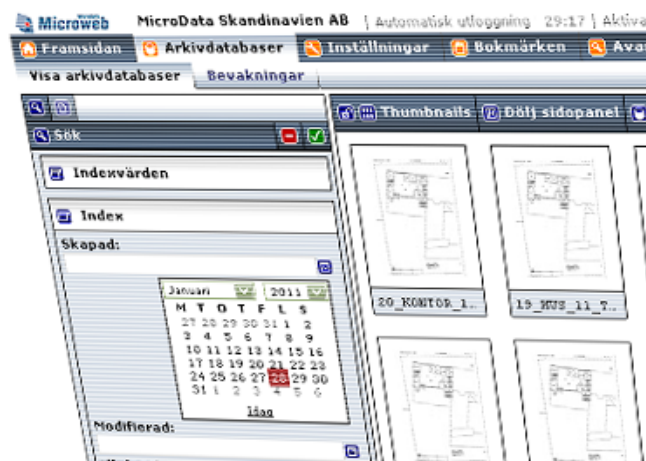 Microweb MicroData Skandinavien AB | Automatisk utloggning 29:17 | Aktiva
Framsidan Arkivdatabaser Inställningar Bokmärken Ava
Visa arkivdatabaser Bevakningar
Thumbnails Dölj sidopanel
Sök
Indexvärden
Index
Skapad:
Januari 2011
M T O T F L S
27 28 29 30 31 1 2
3 4 5 6 7 8 9
10 11 12 13 14 15 16
17 18 19 20 21 22 23
24 25 26 27 28 29 30
31 1 2 3 4 5 6
Idag
20_KONTOR_1..
19_HUS_11_T..
Modifierad: